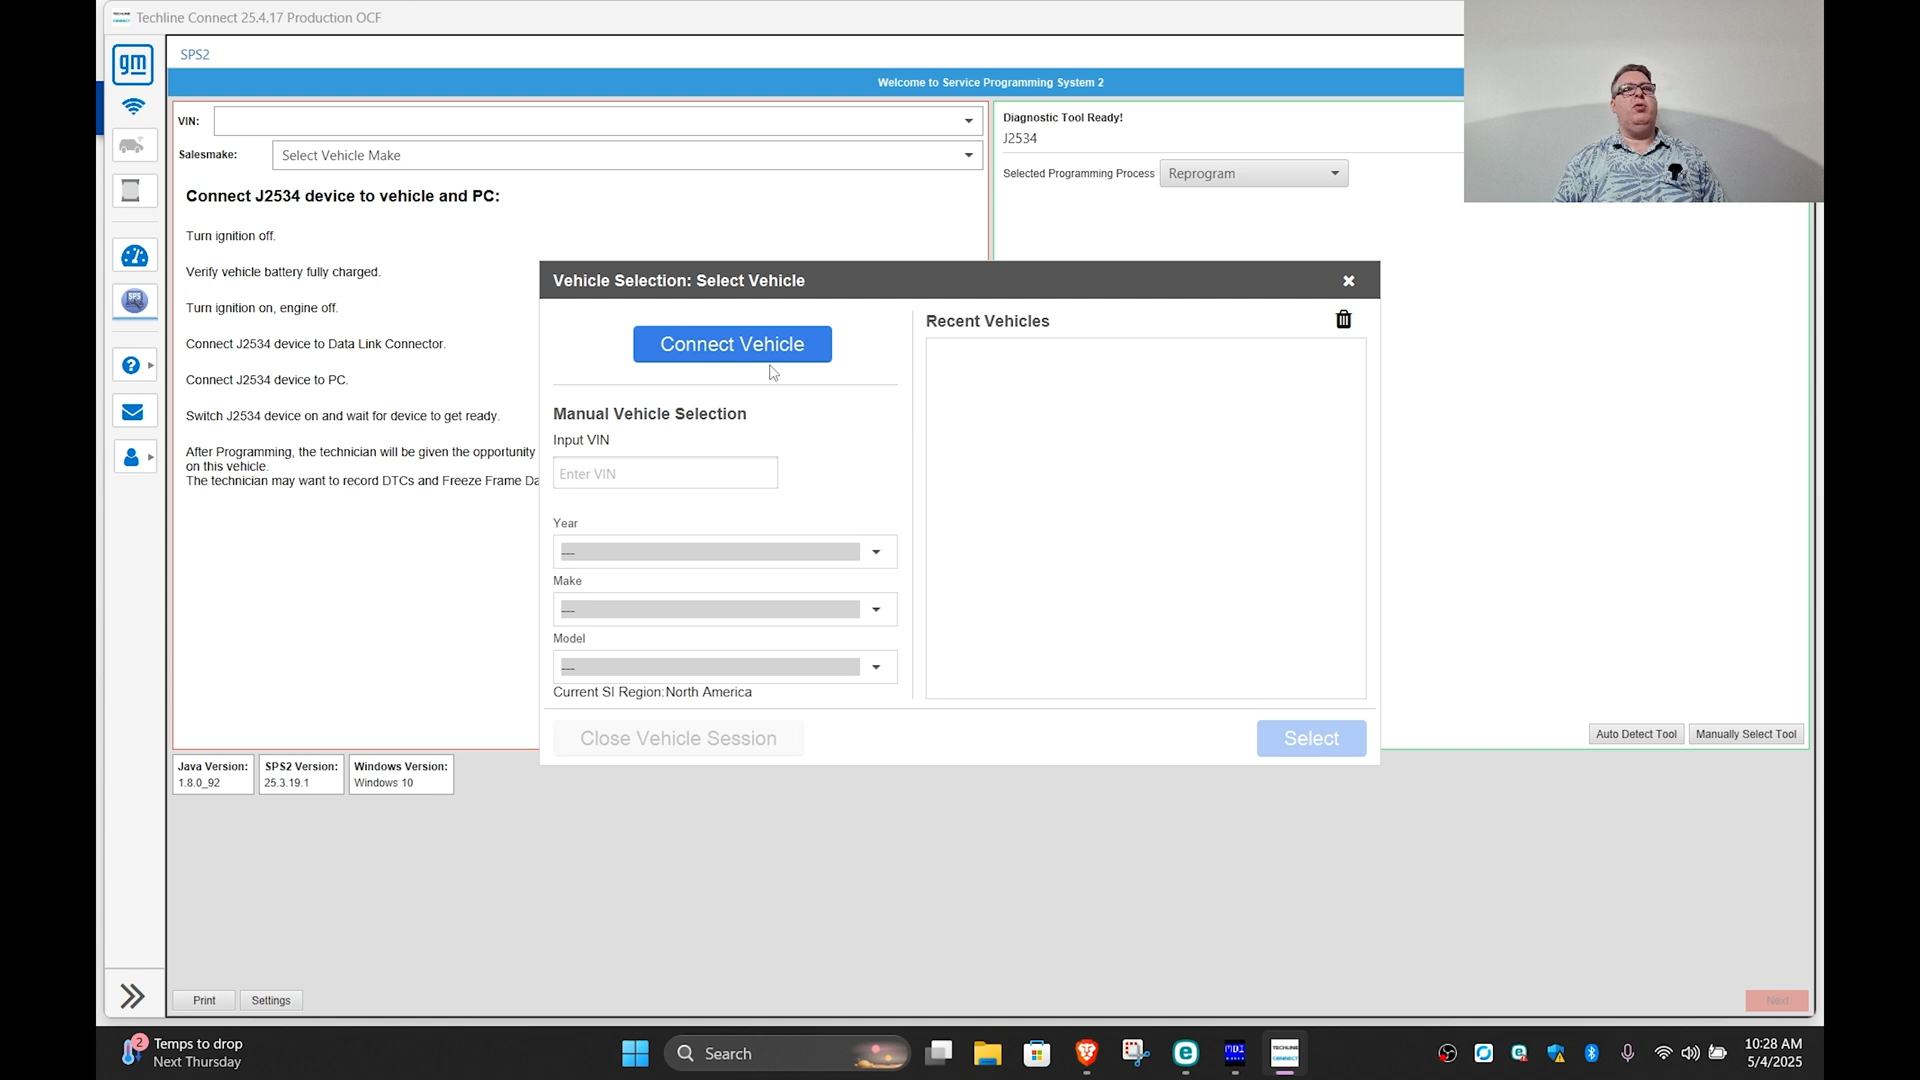 Techline Connect 25.4.17 Production OCF
gm
SPS2
Welcome to Service Programming System 2
VIN:
Salesmake:
Select Vehicle Make
Connect J2534 device to vehicle and PC:
Turn ignition off.
Verify vehicle battery fully charged.
Turn ignition on, engine off.
Connect J2534 device to Data Link Connector.
Connect J2534 device to PC.
Switch J2534 device on and wait for device to get ready.
After Programming, the technician will be given the opportunity
on this vehicle.
The technician may want to record DTCs and Freeze Frame Da
Diagnostic Tool Ready!
J2534
Selected Programming Process
Reprogram
SPS
Vehicle Selection: Select Vehicle
Connect Vehicle
Manual Vehicle Selection
Input VIN
Enter VIN
Year
---
Make
---
Model
---
Current SI Region:North America
Recent Vehicles
Close Vehicle Session
Select
Auto Detect Tool
Manually Select Tool
Java Version:
1.8.0_92
SPS2 Version:
25.3.19.1
Windows Version:
Windows 10
Print
Settings
Next
2
Temps to drop
Next Thursday
Search
MDI
TECHLINE
CONNECT
10:28 AM
5/4/2025